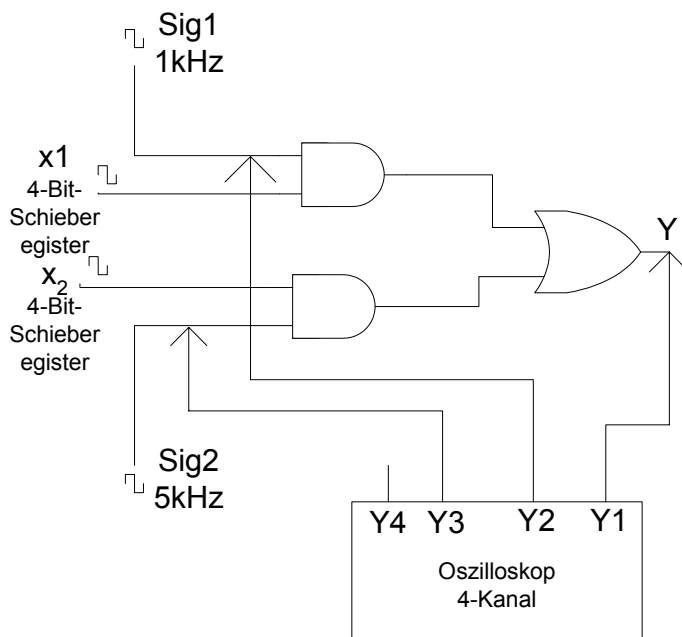 Sig1
1kHz
x1
4-Bit-
Schieber
egister
x2
4-Bit-
Schieber
egister
Y
Sig2
5kHz
Y4 Y3 Y2 Y1
Oszilloskop
4-Kanal